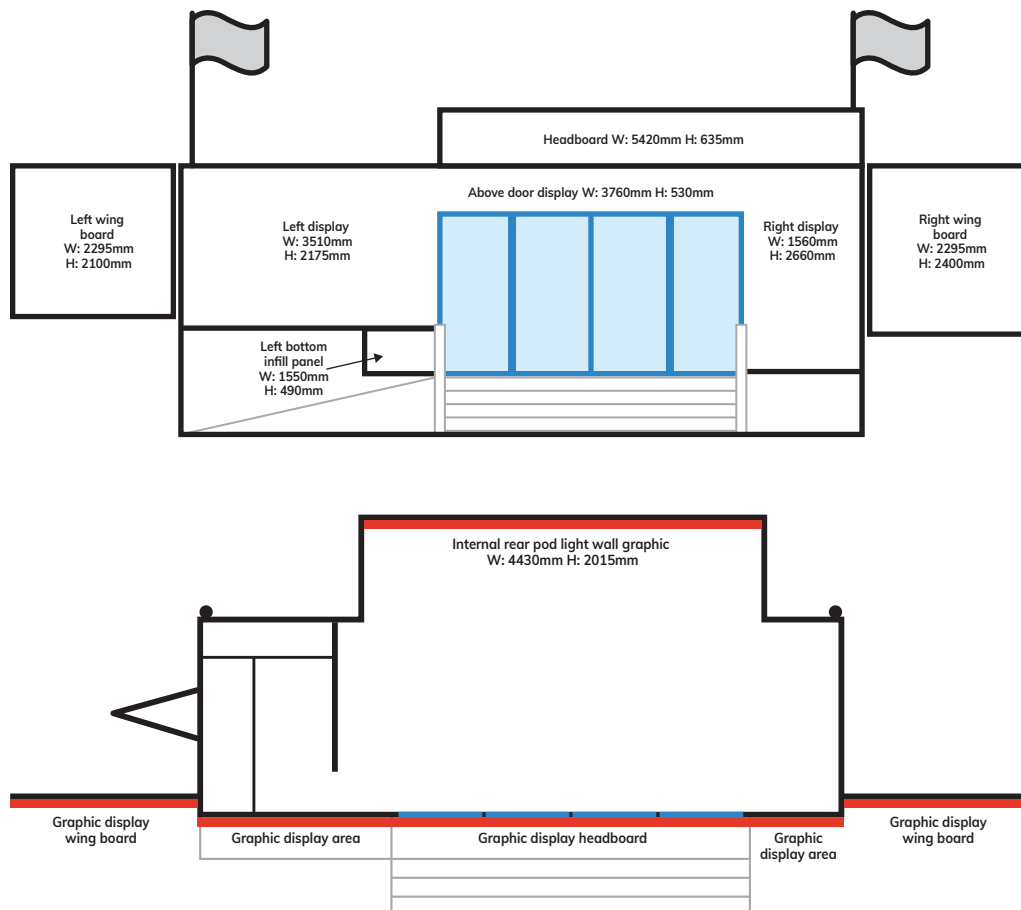 Headboard W: 5420mm H: 635mm
Above door display W: 3760mm H: 530mm
Left wing
board
W: 2295mm
H: 2100mm
Left display
W: 3510mm
H: 2175mm
Right display
W: 1560mm
H: 2660mm
Right wing
board
W: 2295mm
H: 2400mm
Left bottom
infill panel
W: 1550mm
H: 490mm
Internal rear pod light wall graphic
W: 4430mm H: 2015mm
Graphic display
wing board
Graphic display area
Graphic display headboard
Graphic
display area
Graphic display
wing board